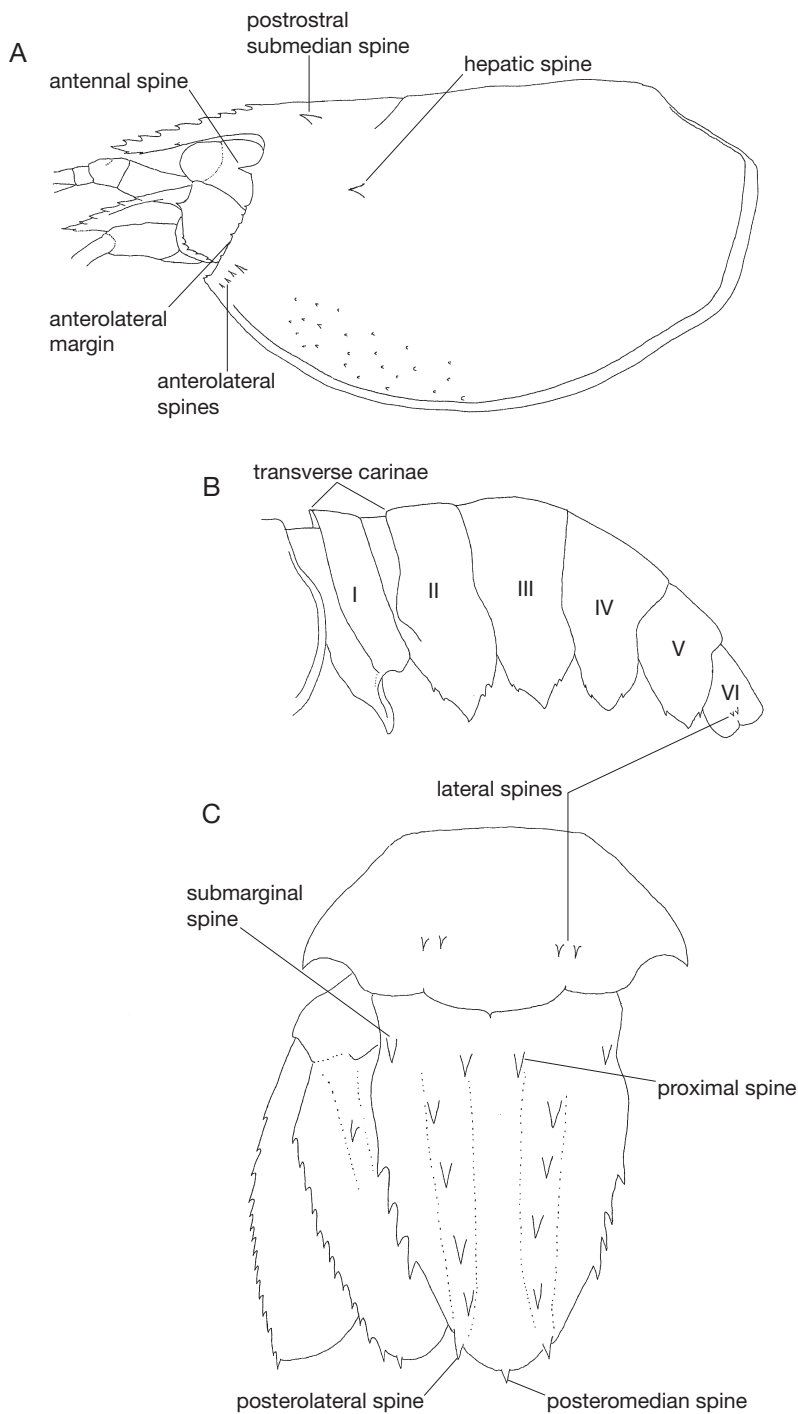 A
postrostral
submedian spine
antennal spine
hepatic spine
anterolateral
margin
anterolateral
spines
B
transverse carinae
I
II
III
IV
V
VI
lateral spines
C
submarginal
spine
proximal spine
posterolateral spine
posteromedian spine